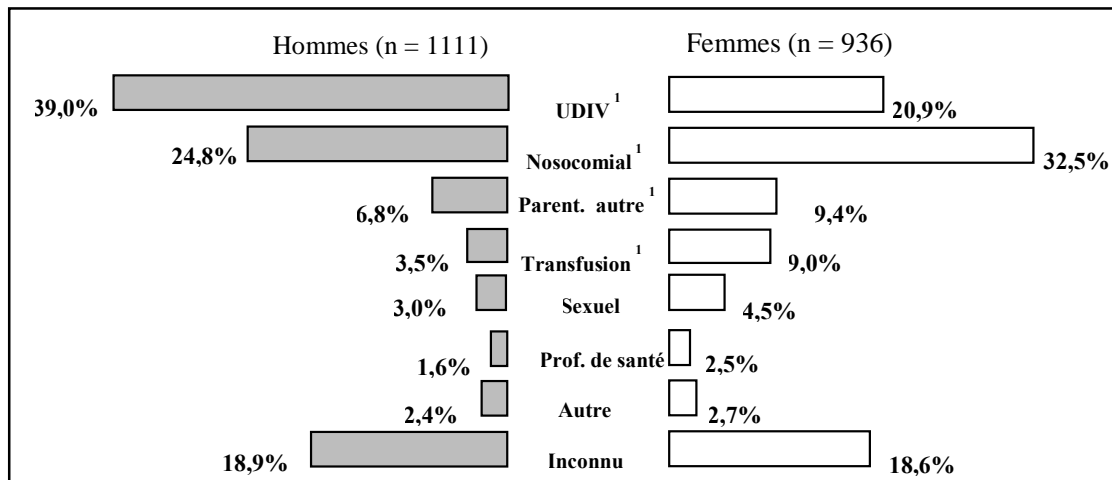 Hommes (n = 1111) Femmes (n = 936)
39,0% UDIV 1 20,9%
24,8% Nosocomial 1 32,5%
6,8% Parent. autre 1 9,4%
3,5% Transfusion 1 9,0%
3,0% Sexuel 4,5%
1,6% Prof. de santé 2,5%
2,4% Autre 2,7%
18,9% Inconnu 18,6%